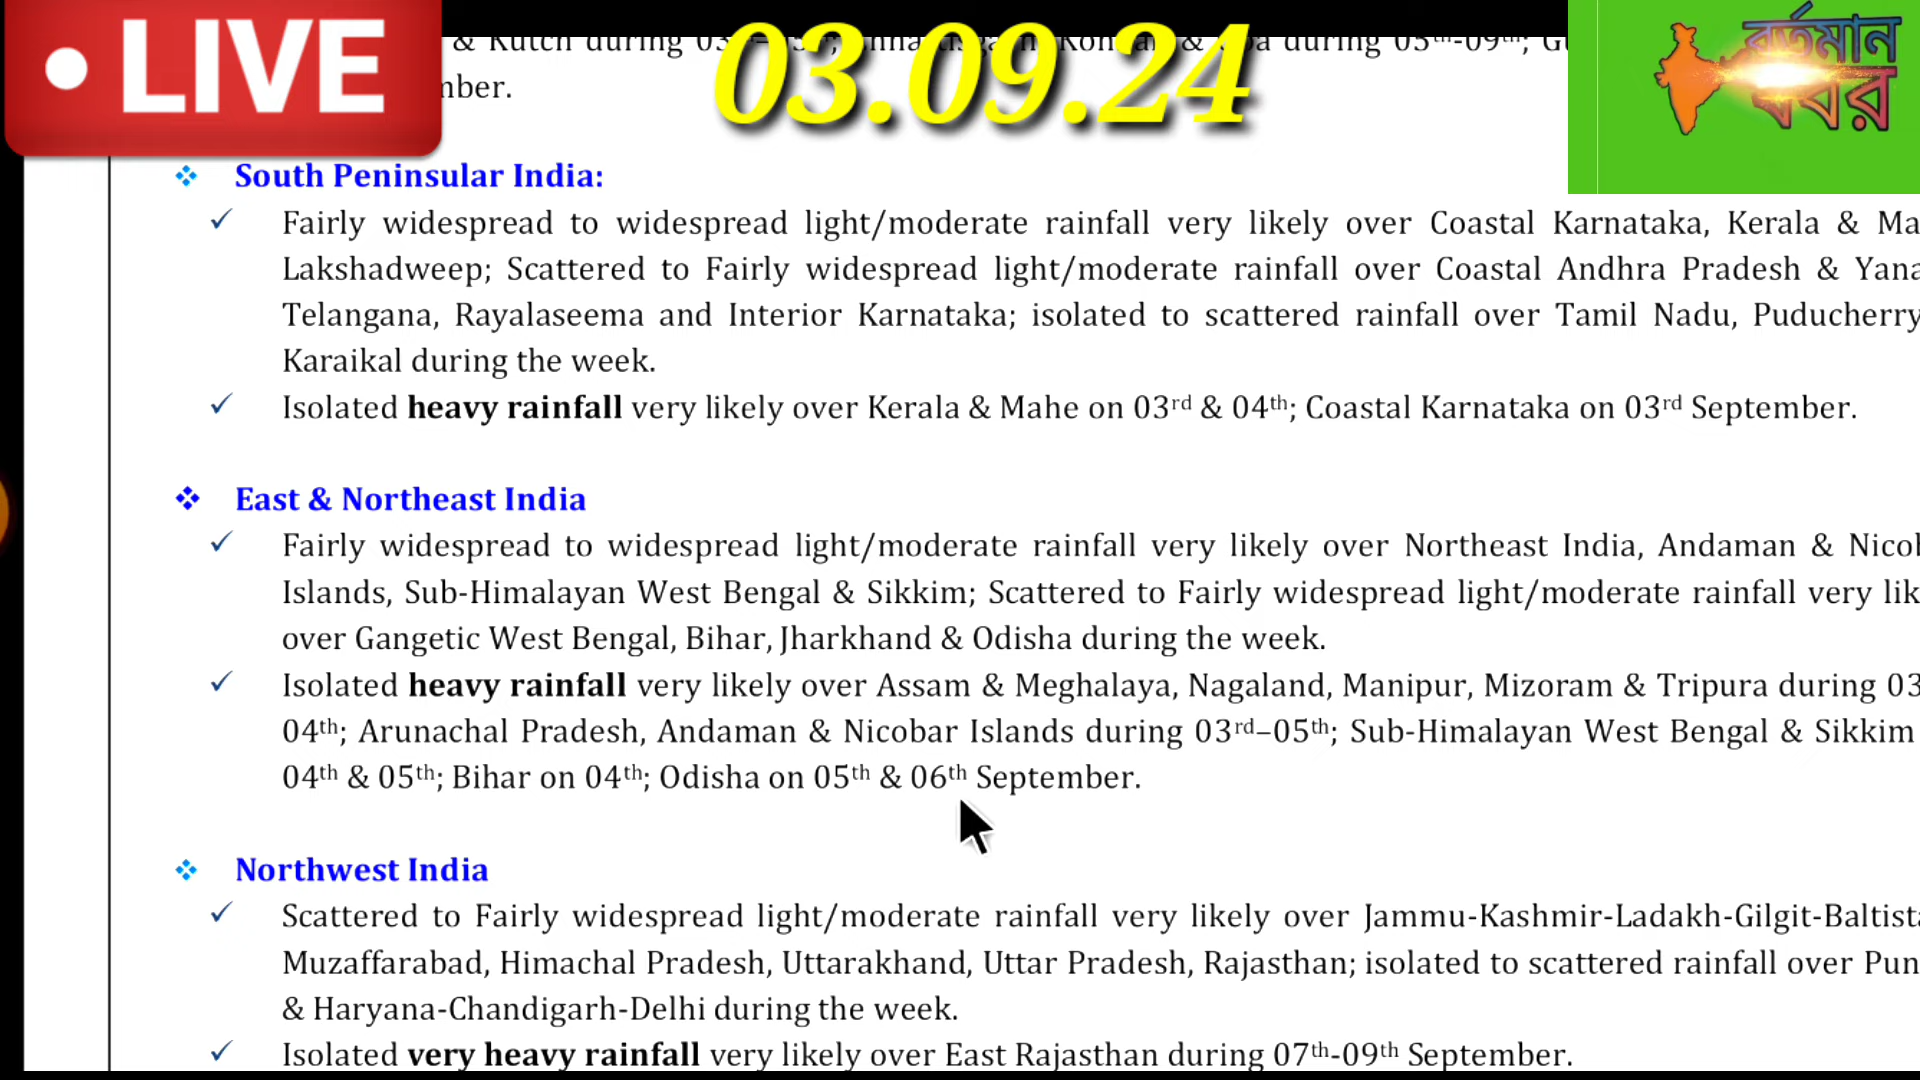 LIVE
03.09.24
বর্তমান
খবর
& Kutch during
& Goa during 05th-09th;
mber.
❖ South Peninsular India:
✓ Fairly widespread to widespread light/moderate rainfall very likely over Coastal Karnataka, Kerala & Ma
Lakshadweep; Scattered to Fairly widespread light/moderate rainfall over Coastal Andhra Pradesh & Yana
Telangana, Rayalaseema and Interior Karnataka; isolated to scattered rainfall over Tamil Nadu, Puducherry
Karaikal during the week.
✓ Isolated heavy rainfall very likely over Kerala & Mahe on 03rd & 04th; Coastal Karnataka on 03rd September.
❖ East & Northeast India
✓ Fairly widespread to widespread light/moderate rainfall very likely over Northeast India, Andaman & Nicob
Islands, Sub-Himalayan West Bengal & Sikkim; Scattered to Fairly widespread light/moderate rainfall very lik
over Gangetic West Bengal, Bihar, Jharkhand & Odisha during the week.
✓ Isolated heavy rainfall very likely over Assam & Meghalaya, Nagaland, Manipur, Mizoram & Tripura during 03
04th; Arunachal Pradesh, Andaman & Nicobar Islands during 03rd–05th; Sub-Himalayan West Bengal & Sikkim
04th & 05th; Bihar on 04th; Odisha on 05th & 06th September.
❖ Northwest India
✓ Scattered to Fairly widespread light/moderate rainfall very likely over Jammu-Kashmir-Ladakh-Gilgit-Baltista
Muzaffarabad, Himachal Pradesh, Uttarakhand, Uttar Pradesh, Rajasthan; isolated to scattered rainfall over Pun
& Haryana-Chandigarh-Delhi during the week.
✓ Isolated very heavy rainfall very likely over East Rajasthan during 07th-09th September.